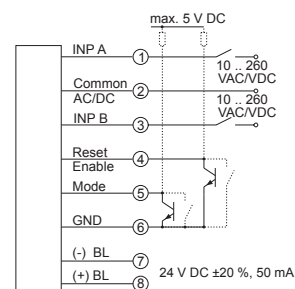 max. 5 V DC
INP A
1
10 .. 260
VAC/VDC
Common
AC/DC
2
10 .. 260
VAC/VDC
INP B
3
Reset
Enable
4
Mode
5
GND
6
(-) BL
7
24 V DC ±20 %, 50 mA
(+) BL
8